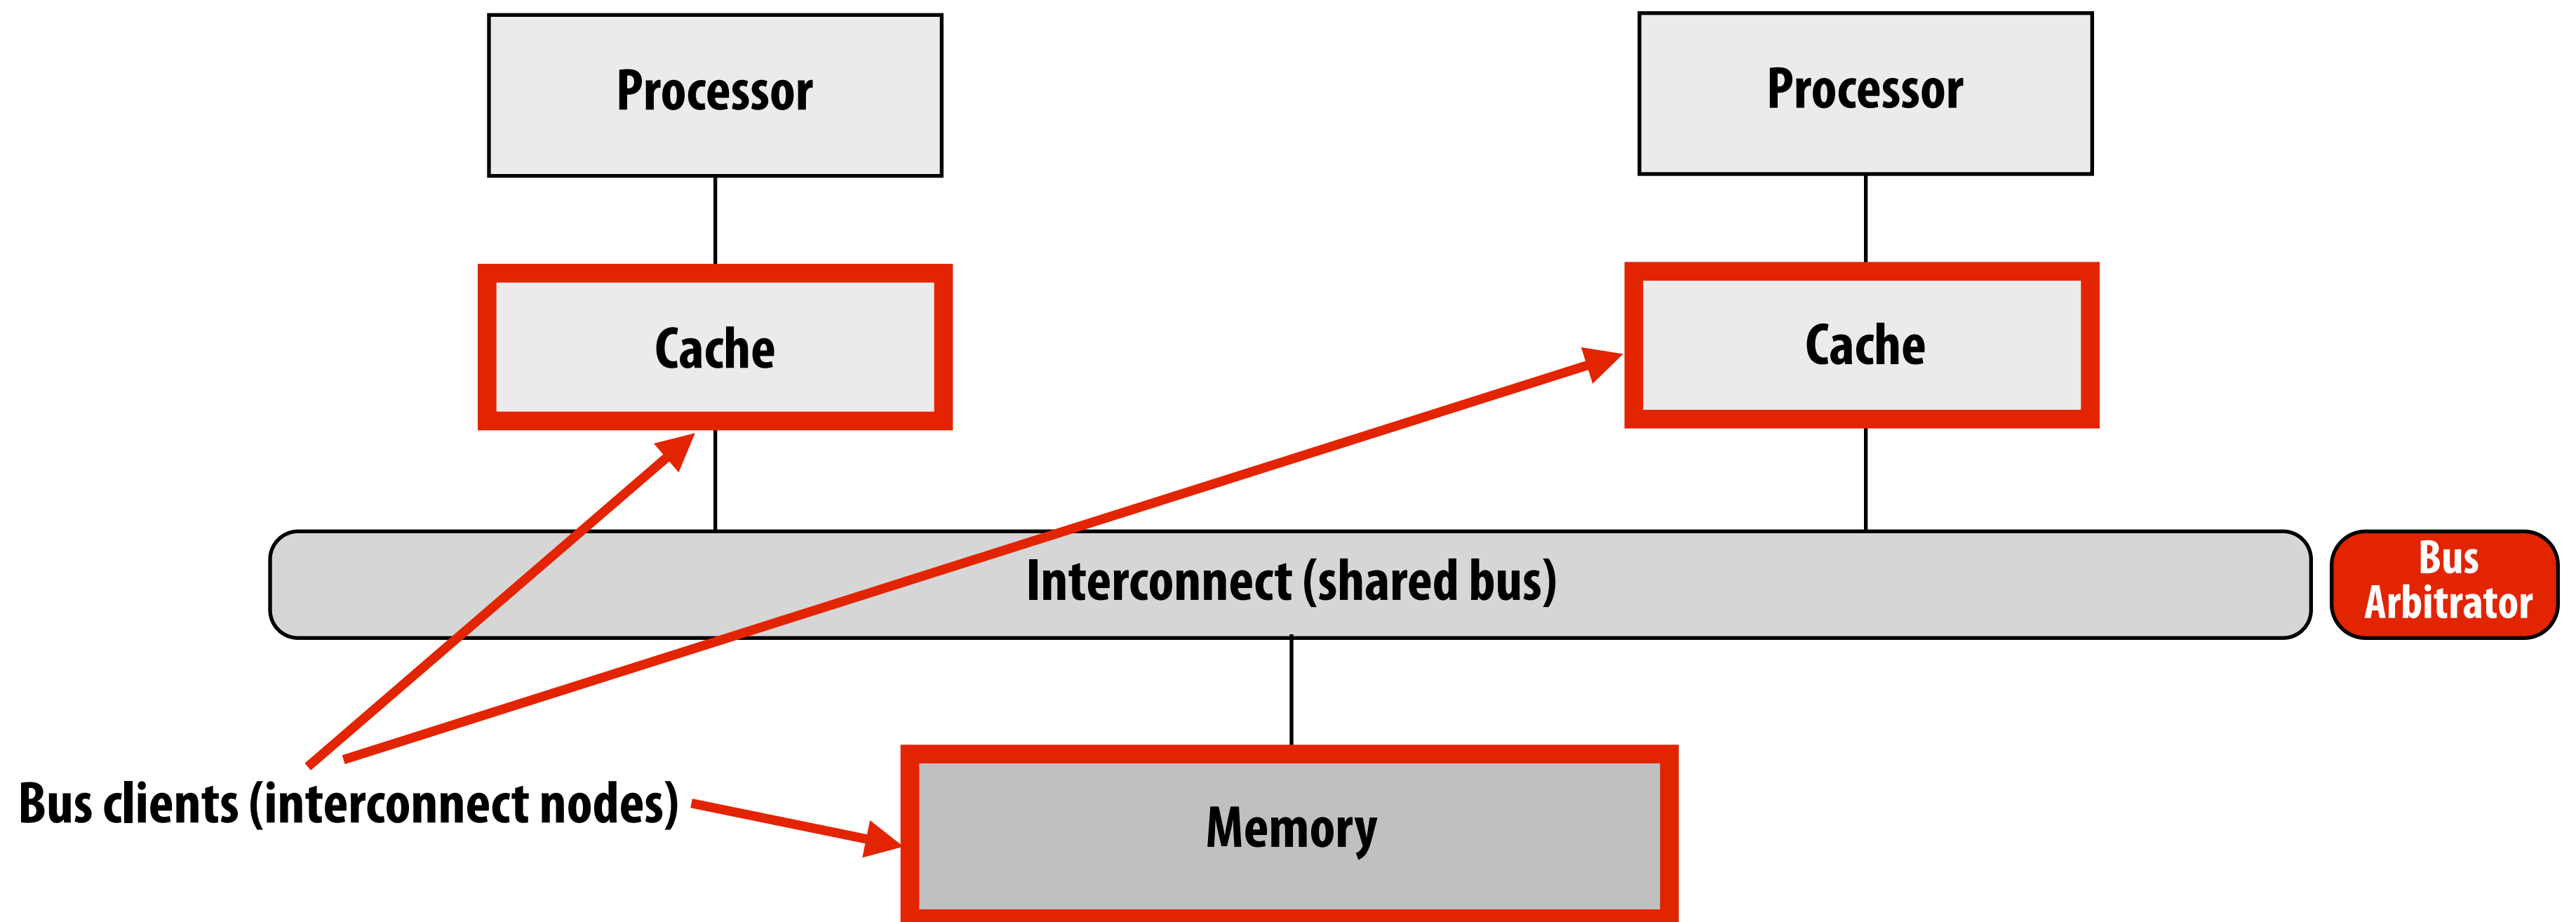 Processor
Processor
Cache
Cache
Interconnect (shared bus)
Bus
Arbitrator
Bus clients (interconnect nodes)
Memory